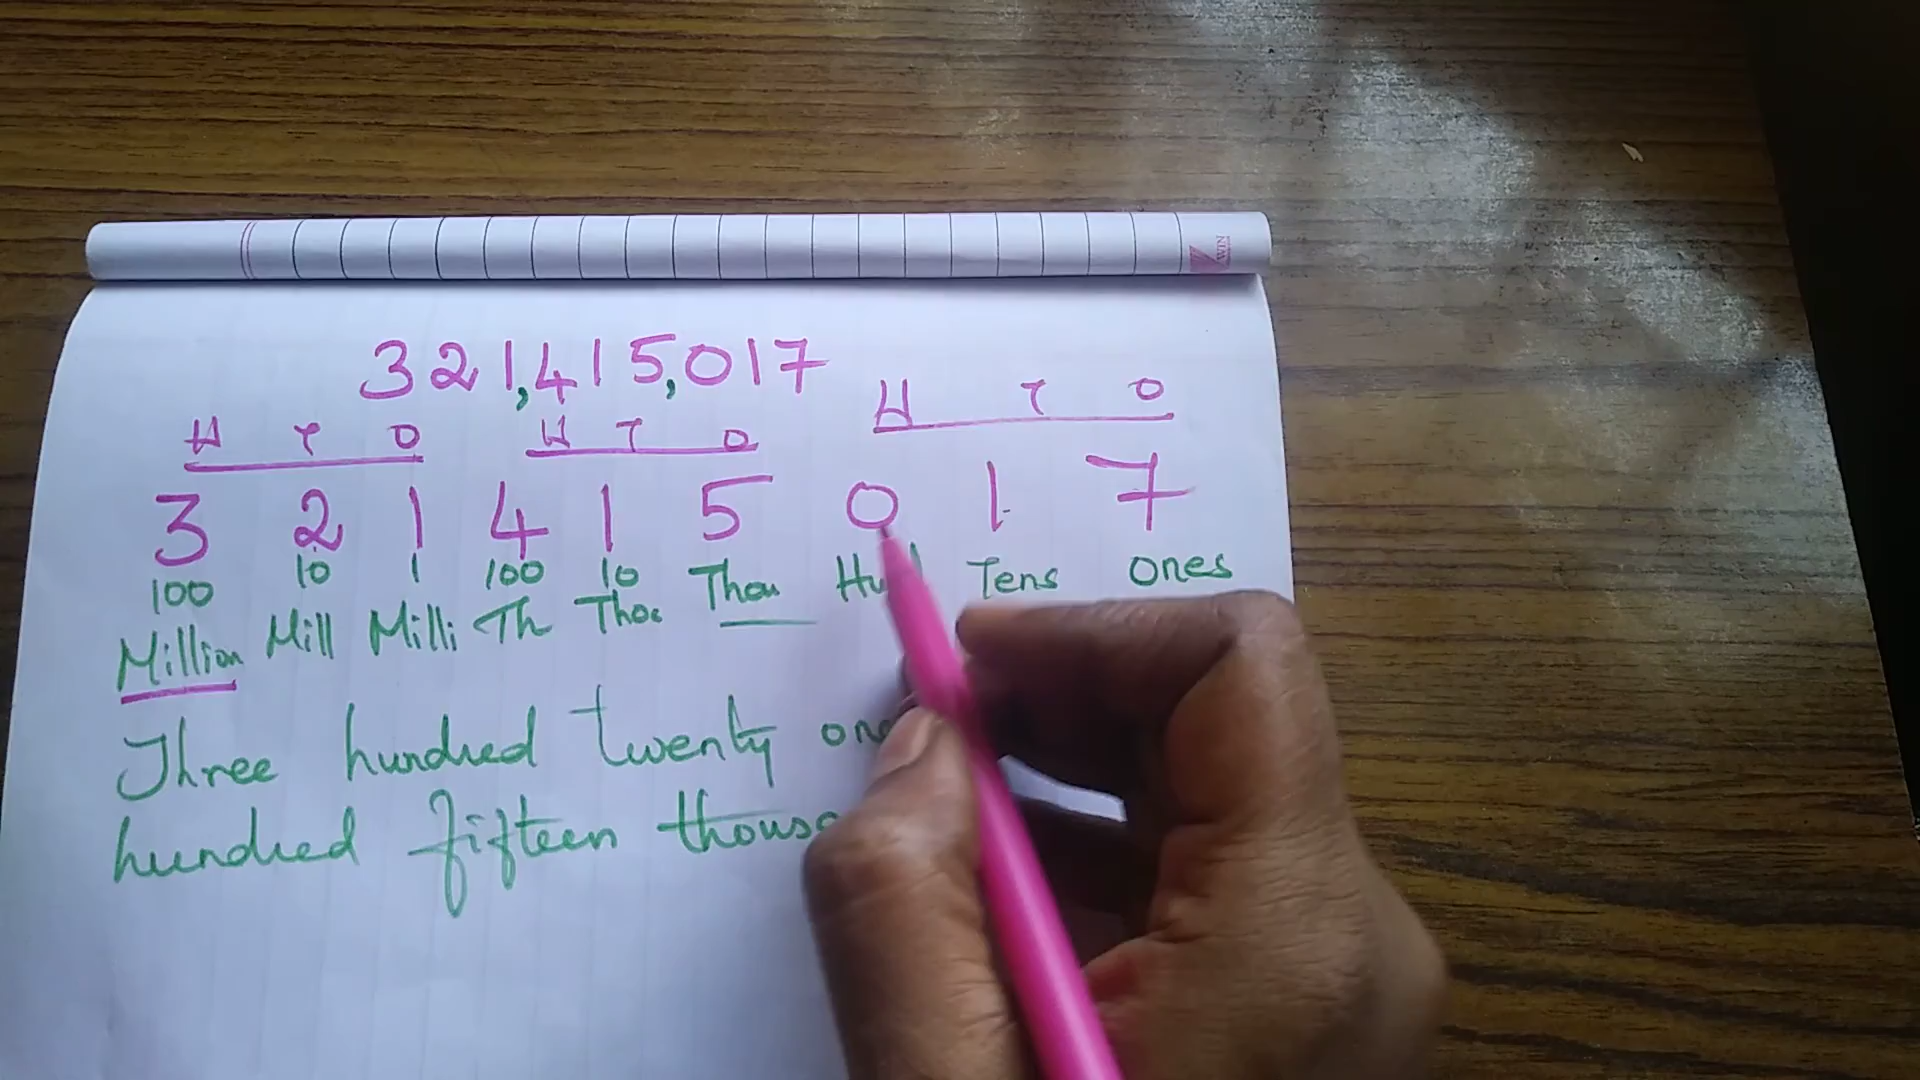 321,415,017
H T O H T O H T O
3 2 1 4 1 5 0 1 7
100 10 1 100 10 Thou Tens Ones
Million Mill Milli Th Thou
Three hundred twenty
hundred fifteen
WIN